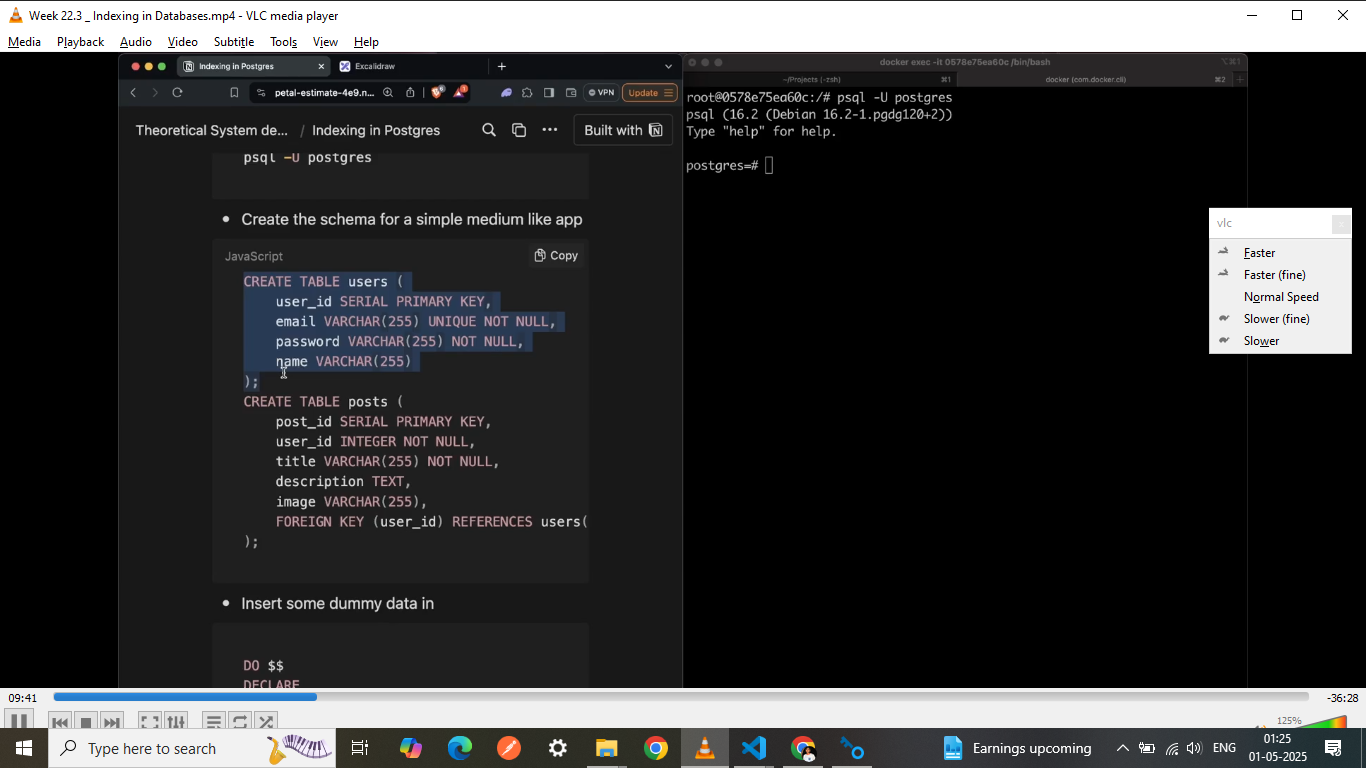 Week 22.3 _ Indexing in Databases.mp4 - VLC media player
Media Playback Audio Video Subtitle Tools View Help
Indexing in Postgres
Excalidraw
petal-estimate-4e9.n...
VPN
Update
Theoretical System de... / Indexing in Postgres
Built with
psql -U postgres
• Create the schema for a simple medium like app
JavaScript
Copy
CREATE TABLE users (
user_id SERIAL PRIMARY KEY,
email VARCHAR(255) UNIQUE NOT NULL,
password VARCHAR(255) NOT NULL,
name VARCHAR(255)
);
CREATE TABLE posts (
post_id SERIAL PRIMARY KEY,
user_id INTEGER NOT NULL,
title VARCHAR(255) NOT NULL,
description TEXT,
image VARCHAR(255),
FOREIGN KEY (user_id) REFERENCES users(
);
• Insert some dummy data in
DO $$
DECLARE
docker exec -it 0578e75ea60c /bin/bash
⌥⌘1
~/Projects (-zsh) ⌘1
docker (com.docker.cli) ⌘2
root@0578e75ea60c:/# psql -U postgres
psql (16.2 (Debian 16.2-1.pgdg120+2))
Type "help" for help.
postgres=#
vlc
Faster
Faster (fine)
Normal Speed
Slower (fine)
Slower
09:41
-36:28
125%
Type here to search
Earnings upcoming
ENG
01:25
01-05-2025